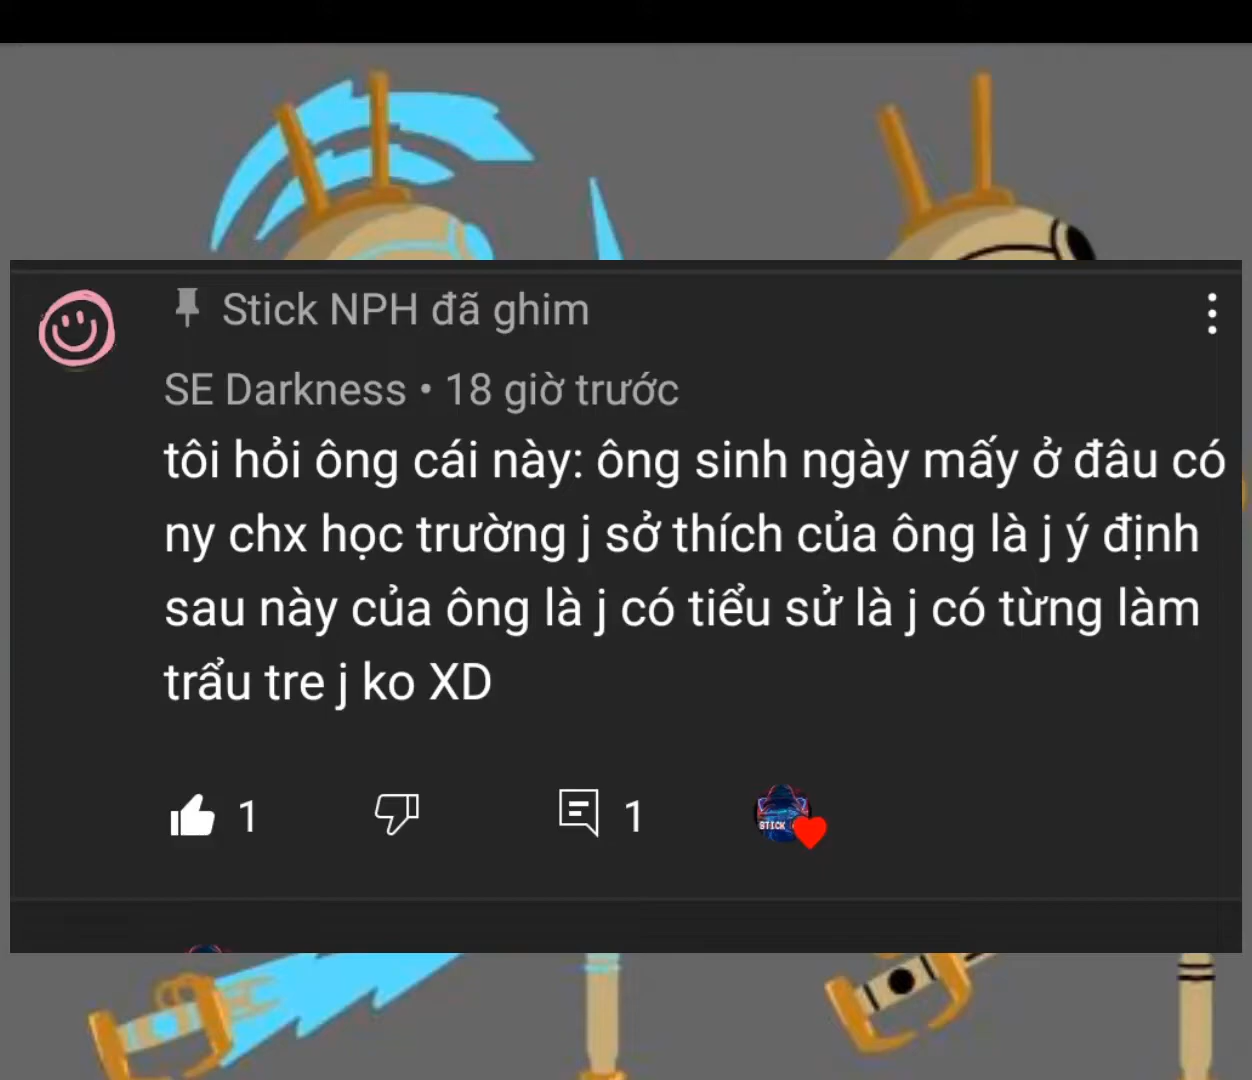 Stick NPH đã ghim
SE Darkness • 18 giờ trước
tôi hỏi ông cái này: ông sinh ngày mấy ở đâu có
ny chx học trường j sở thích của ông là j ý định
sau này của ông là j có tiểu sử là j có từng làm
trẩu tre j ko XD
1
1
STICK